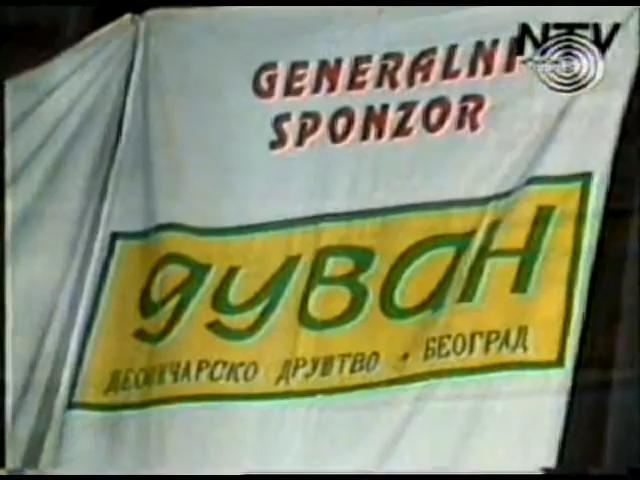 NTV
GENERALNI
SPONZOR
дуван
ДЕОНИЧАРСКО ДРУШТВО • БЕОГРАД